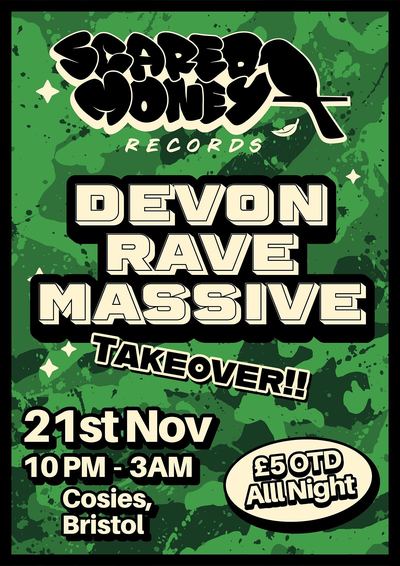 SCARED
MONEY
RECORDS
DEVON
RAVE
MASSIVE
TAKEOVER!!
21st Nov
10 PM - 3AM
Cosies,
Bristol
£5 OTD
Alll Night